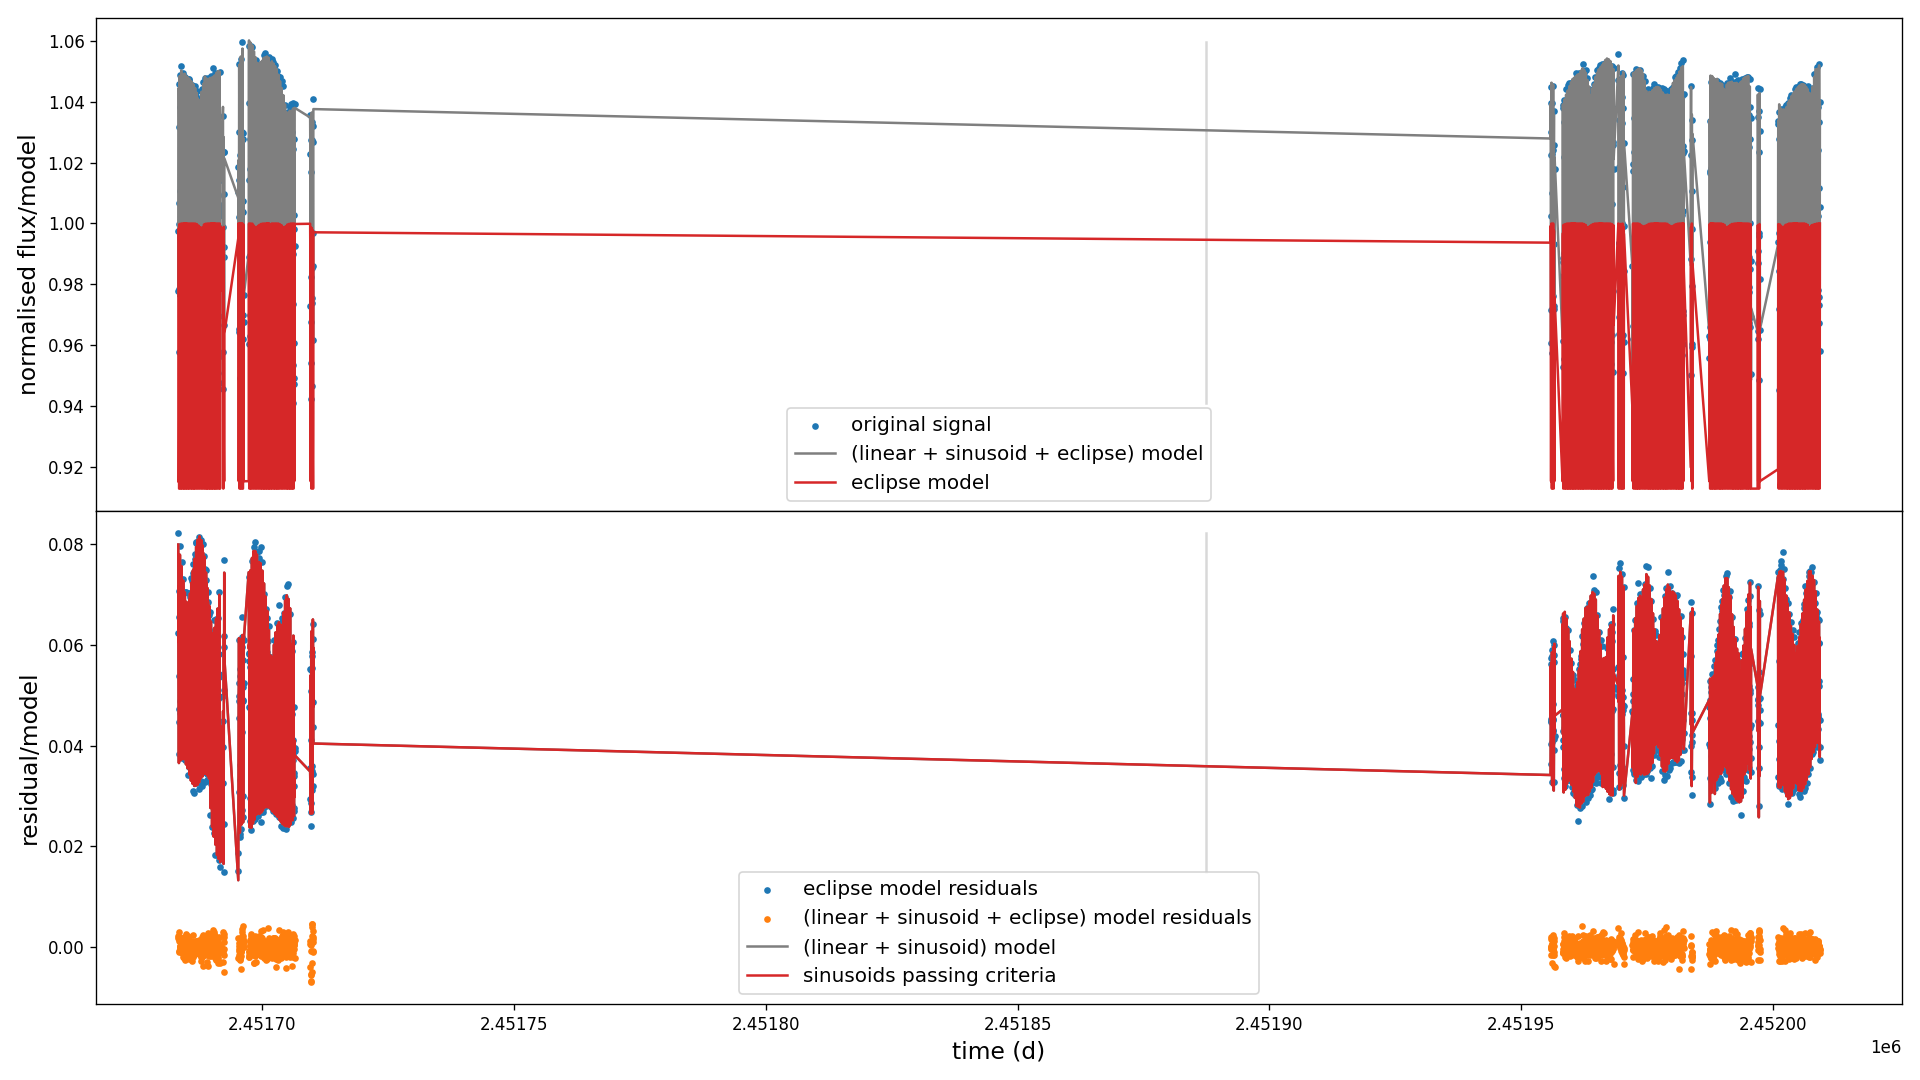 1.06
1.04
1.02
1.00
0.98
0.96
0.94
0.92
normalised flux/model
original signal
(linear + sinusoid + eclipse) model
eclipse model
0.08
0.06
0.04
0.02
0.00
residual/model
eclipse model residuals
(linear + sinusoid + eclipse) model residuals
(linear + sinusoid) model
sinusoids passing criteria
2.45170 2.45175 2.45180 2.45185 2.45190 2.45195 2.45200
time (d)
1e6